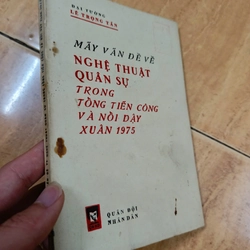 ĐẠI TƯỚNG
LÊ TRỌNG TẤN
MẤY VẤN ĐỀ VỀ
NGHỆ THUẬT
QUÂN SỰ
TRONG
TỔNG TIẾN CÔNG
VÀ NỔI DẬY
XUÂN 1975
QUÂN ĐỘI
NHÂN DÂN